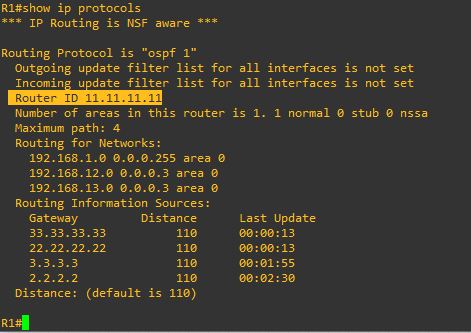 R1#show ip protocols
*** IP Routing is NSF aware ***
Routing Protocol is "ospf 1"
Outgoing update filter list for all interfaces is not set
Incoming update filter list for all interfaces is not set
Router ID 11.11.11.11
Number of areas in this router is 1. 1 normal 0 stub 0 nssa
Maximum path: 4
Routing for Networks:
192.168.1.0 0.0.0.255 area 0
192.168.12.0 0.0.0.3 area 0
192.168.13.0 0.0.0.3 area 0
Routing Information Sources:
Gateway Distance Last Update
33.33.33.33 110 00:00:13
22.22.22.22 110 00:00:13
3.3.3.3 110 00:01:55
2.2.2.2 110 00:02:30
Distance: (default is 110)
R1#